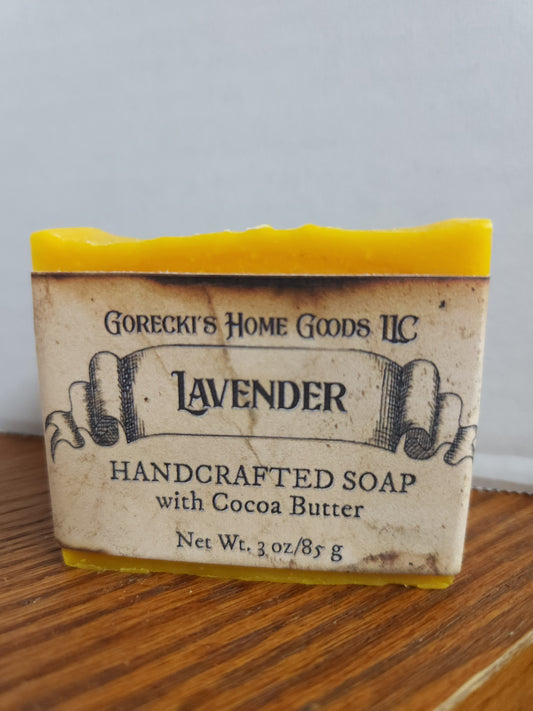 Gorecki's Home Goods LLC
Lavender
HANDCRAFTED SOAP
with Cocoa Butter
Net Wt. 3 oz/85 g